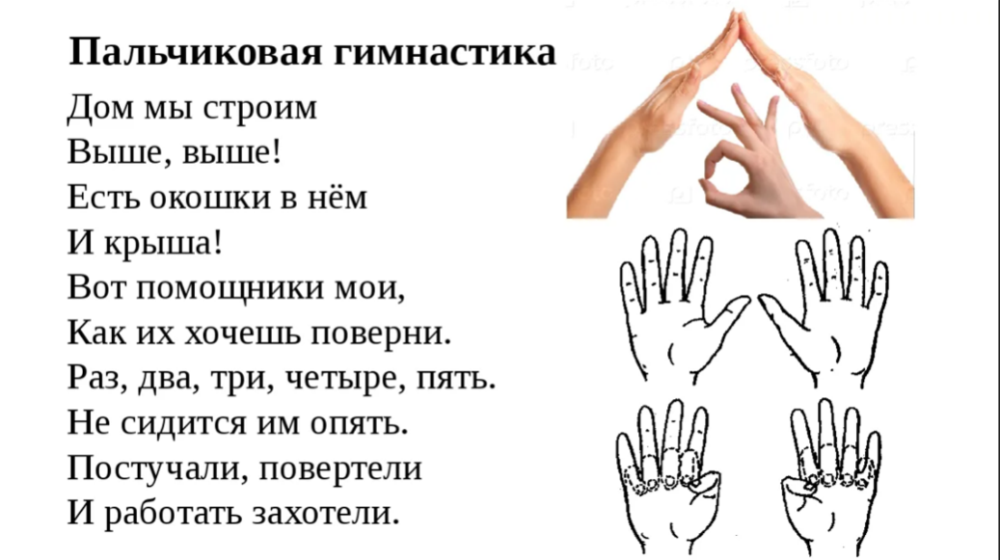 Пальчиковая гимнастика
Дом мы строим
Выше, выше!
Есть окошки в нём
И крыша!
Вот помощники мои,
Как их хочешь поверни.
Раз, два, три, четыре, пять.
Не сидится им опять.
Постучали, повертели
И работать захотели.